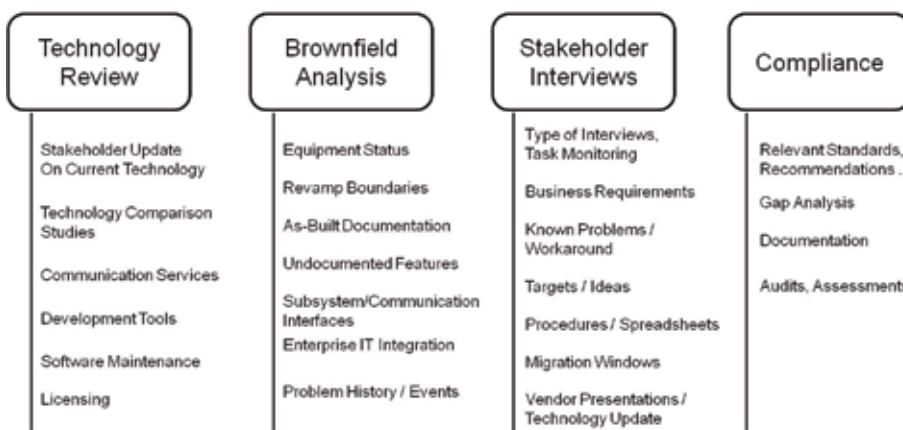 Technology
Review
Stakeholder Update
On Current Technology
Technology Comparison
Studies
Communication Services
Development Tools
Software Maintenance
Licensing
Brownfield
Analysis
Equipment Status
Revamp Boundaries
As-Built Documentation
Undocumented Features
Subsystem/Communication
Interfaces
Enterprise IT Integration
Problem History / Events
Stakeholder
Interviews
Type of Interviews,
Task Monitoring
Business Requirements
Known Problems /
Workaround
Targets / Ideas
Procedures / Spreadsheets
Migration Windows
Vendor Presentations /
Technology Update
Compliance
Relevant Standards,
Recommendations ..
Gap Analysis
Documentation
Audits, Assessments